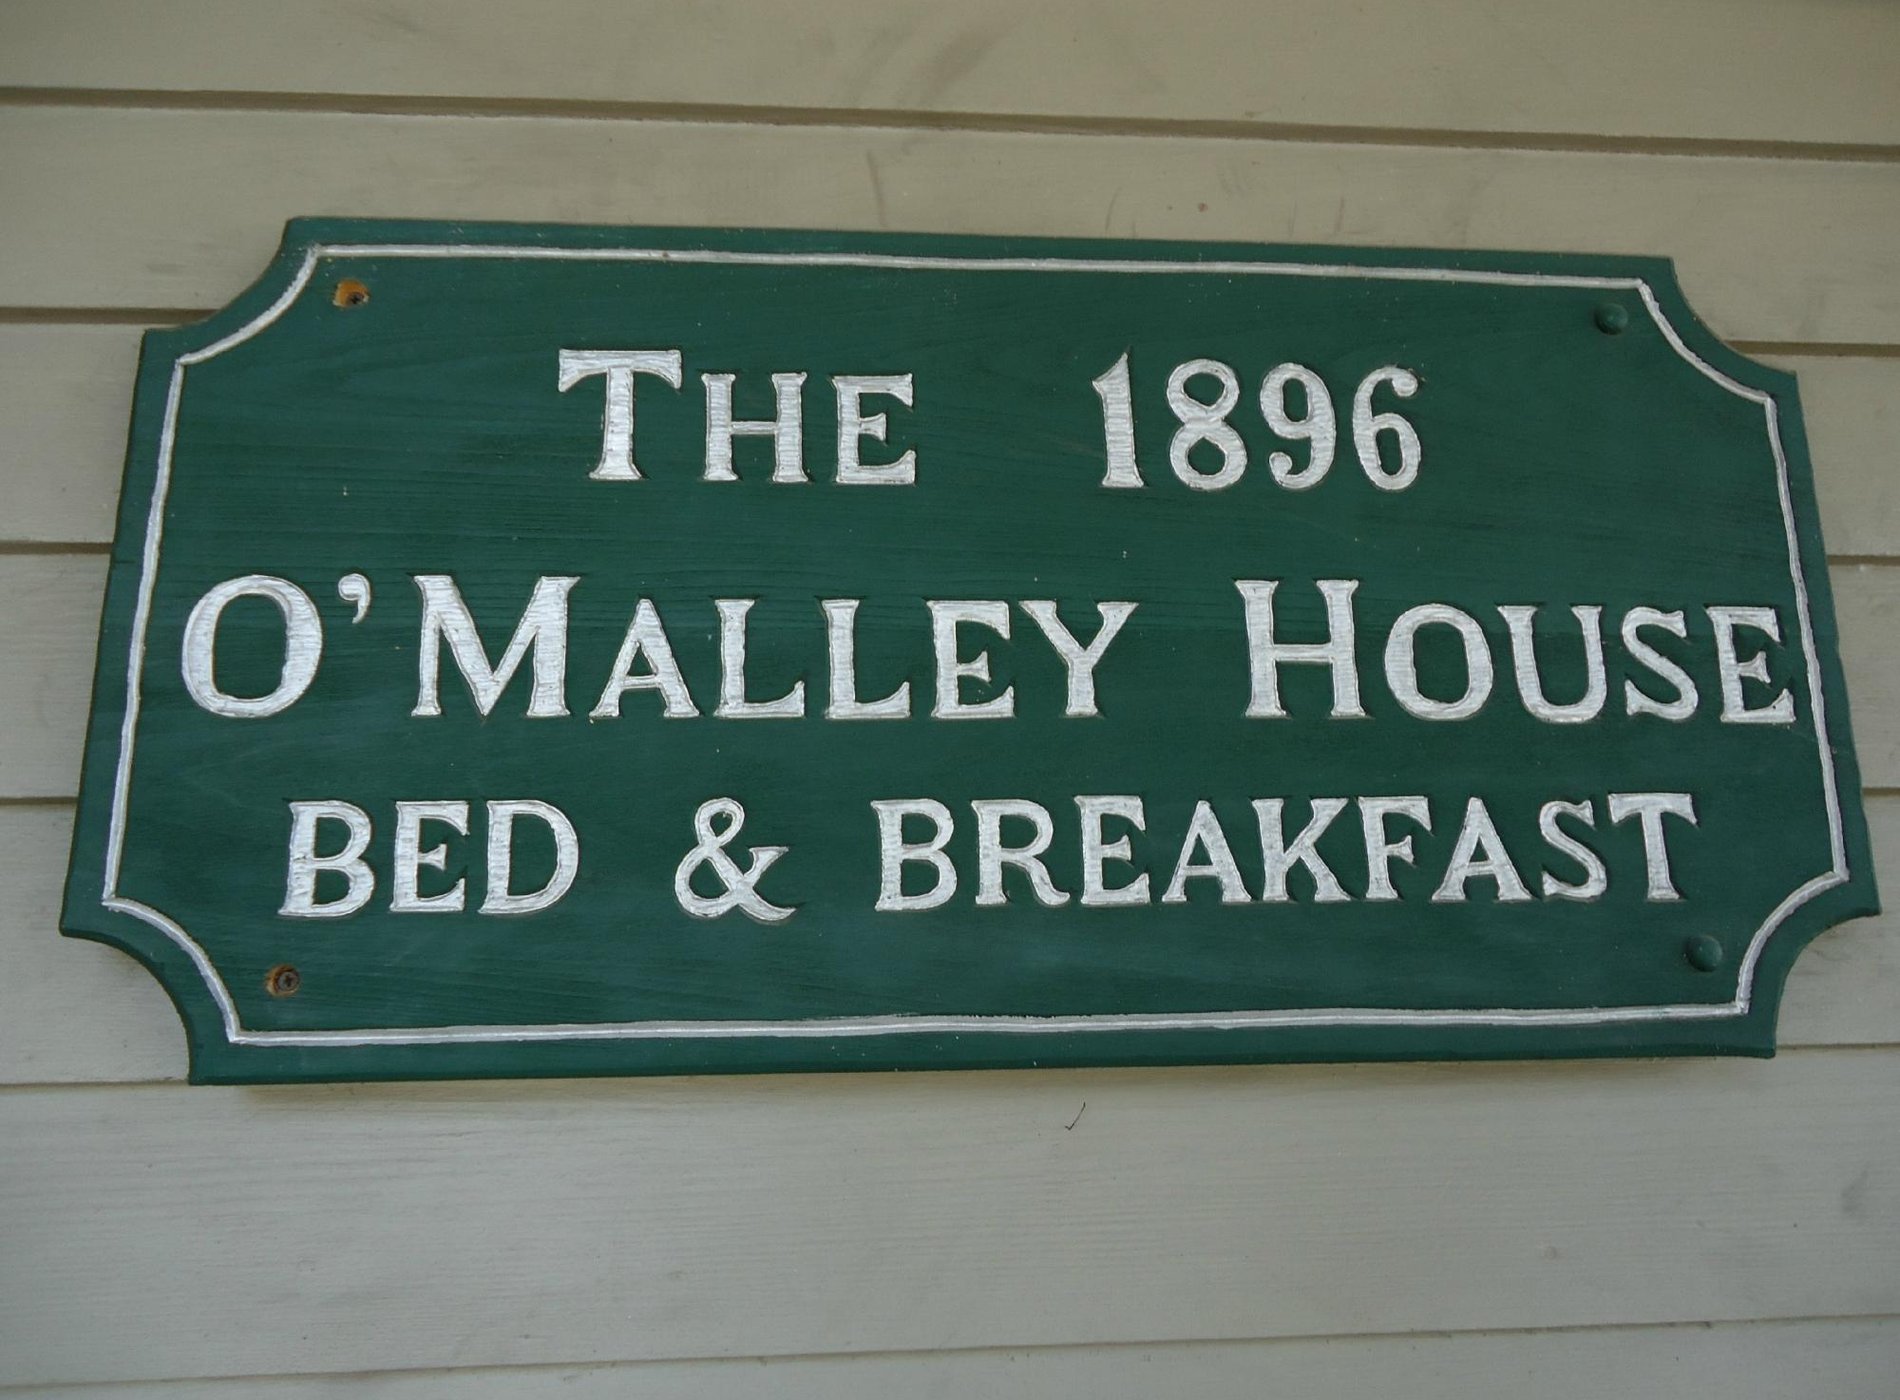 THE 1896
O'MALLEY HOUSE
BED & BREAKFAST